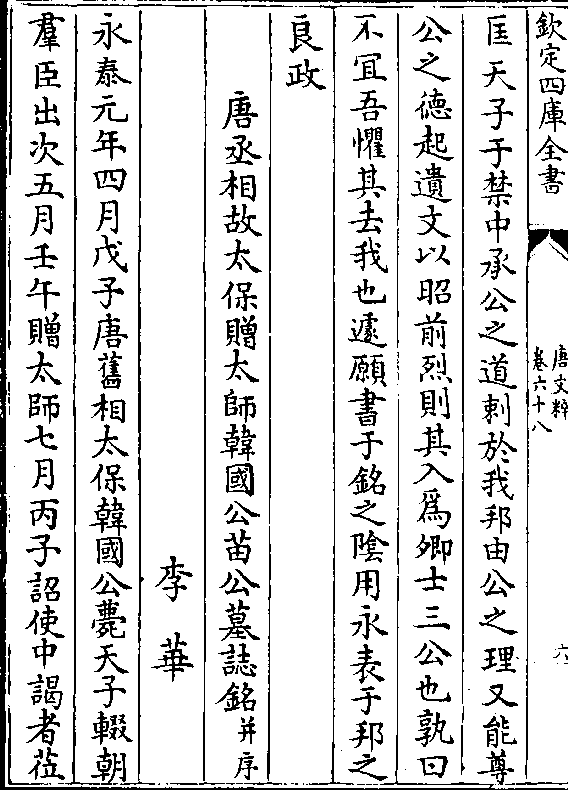 欽定四庫全書
唐文粹
卷六十八
六
匡天子于禁中承公之道刺於我邦由公之理又能尊
公之德起遺文以昭前烈則其入爲卿士三公也孰曰
不宜吾懼其去我也遽願書于銘之陰用永表于邦之
良政
唐丞相故太保贈太師韓國公苗公墓誌銘并序
李華
永泰元年四月戊子唐舊相太保韓國公薨天子輟朝
羣臣出次五月壬午贈太師七月丙子詔使中謁者莅